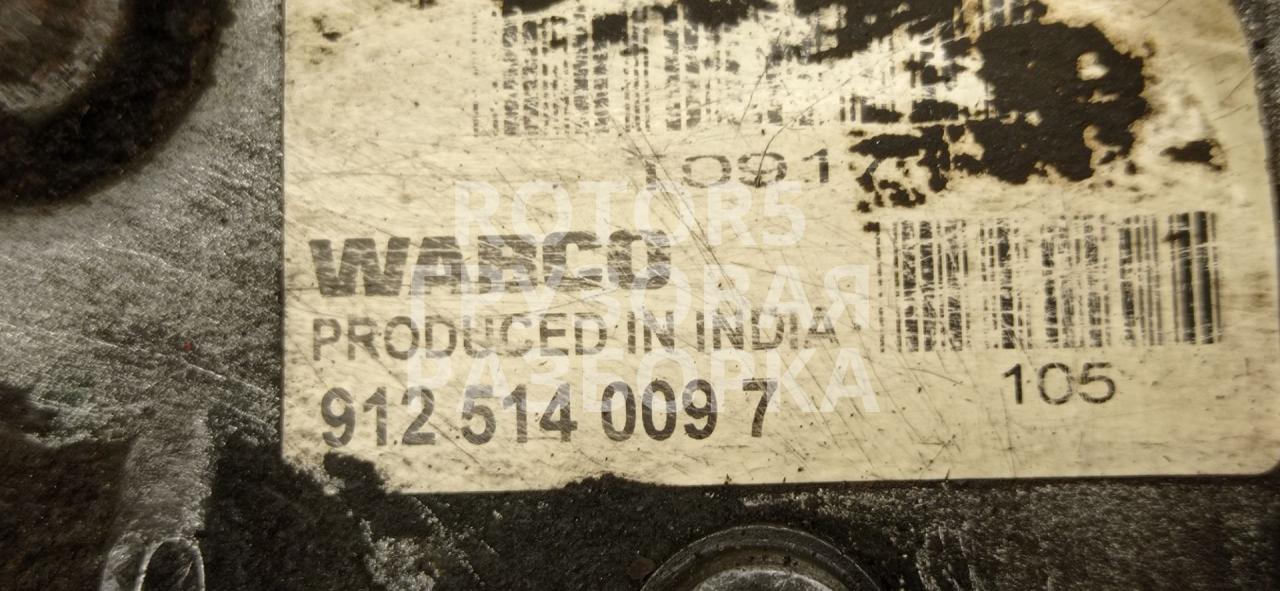 10917
ROTOR5
WABCO
ГРУЗОВАЯ
PRODUCED IN INDIA
РАЗБОРКА
912 514 009 7
105